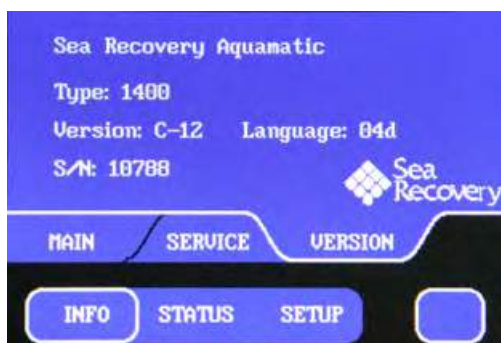 Sea Recovery Aquamatic
Type: 1400
Version: C-12 Language: 04d
S/N: 10788
Sea
Recovery
MAIN SERVICE VERSION
INFO STATUS SETUP